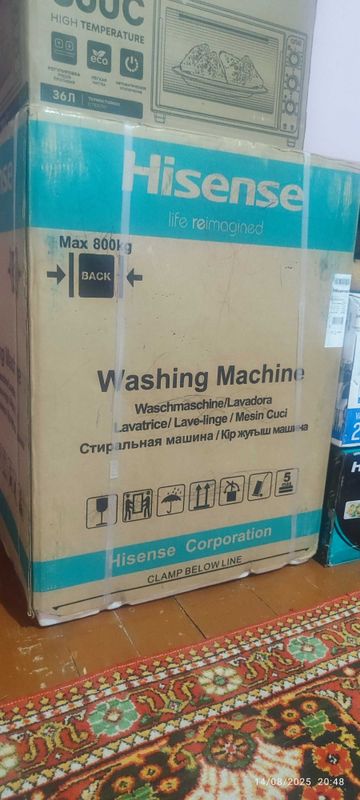 HIGH TEMPERATURE
eco
36Л
Hisense
life reimagined
Max 800kg
BACK
Washing Machine
Waschmaschine/Lavadora
Lavatrice/ Lave-linge / Mesin Cuci
Стиральная машина / Кір жуғыш машина
5
Hisense Corporation
CLAMP BELOW LINE
14/08/2025 20:48